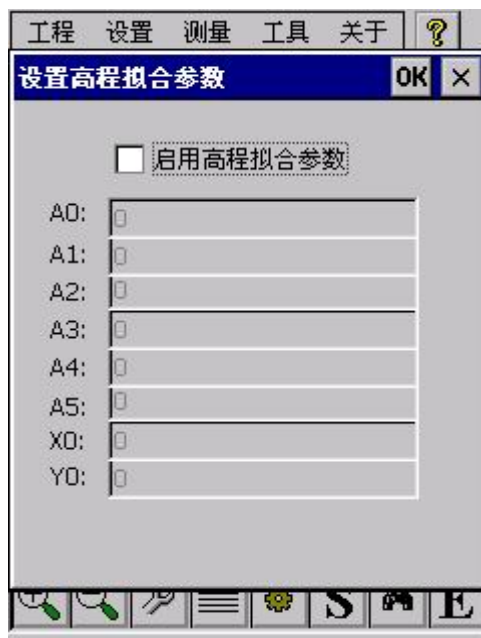 工程 设置 测量 工具 关于 ?
设置高程拟合参数 OK ×
启用高程拟合参数
A0: 0
A1: 0
A2: 0
A3: 0
A4: 0
A5: 0
X0: 0
Y0: 0
S E